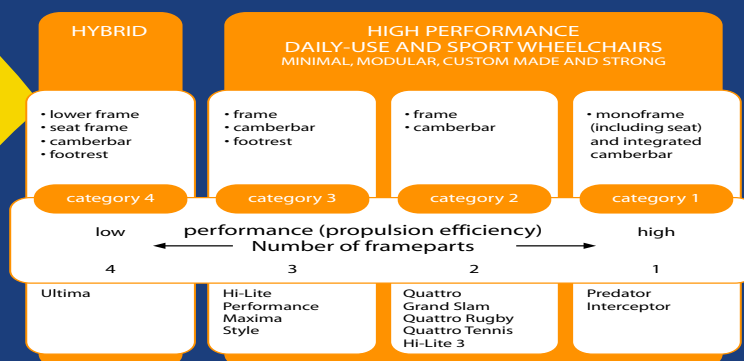 HYBRID
HIGH PERFORMANCE
DAILY-USE AND SPORT WHEELCHAIRS
MINIMAL, MODULAR, CUSTOM MADE AND STRONG
• lower frame
• seat frame
• camberbar
• footrest
• frame
• camberbar
• footrest
• frame
• camberbar
• monoframe
(including seat)
and integrated
camberbar
category 4
category 3
category 2
category 1
low
performance (propulsion efficiency)
high
Number of frameparts
4
3
2
1
Ultima
Hi-Lite
Performance
Maxima
Style
Quattro
Grand Slam
Quattro Rugby
Quattro Tennis
Hi-Lite 3
Predator
Interceptor